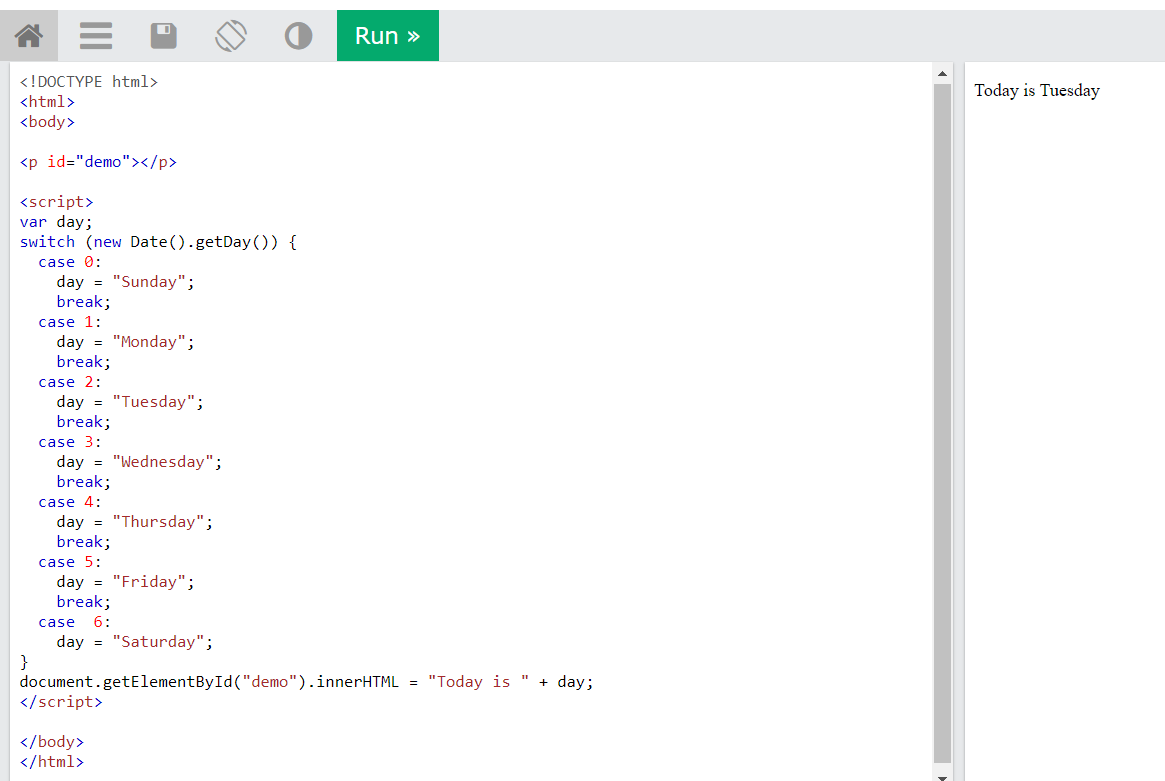 Run »
<!DOCTYPE html>
<html>
<body>

<p id="demo"></p>

<script>
var day;
switch (new Date().getDay()) {
  case 0:
    day = "Sunday";
    break;
  case 1:
    day = "Monday";
    break;
  case 2:
    day = "Tuesday";
    break;
  case 3:
    day = "Wednesday";
    break;
  case 4:
    day = "Thursday";
    break;
  case 5:
    day = "Friday";
    break;
  case  6:
    day = "Saturday";
}
document.getElementById("demo").innerHTML = "Today is " + day;
</script>

</body>
</html>
Today is Tuesday